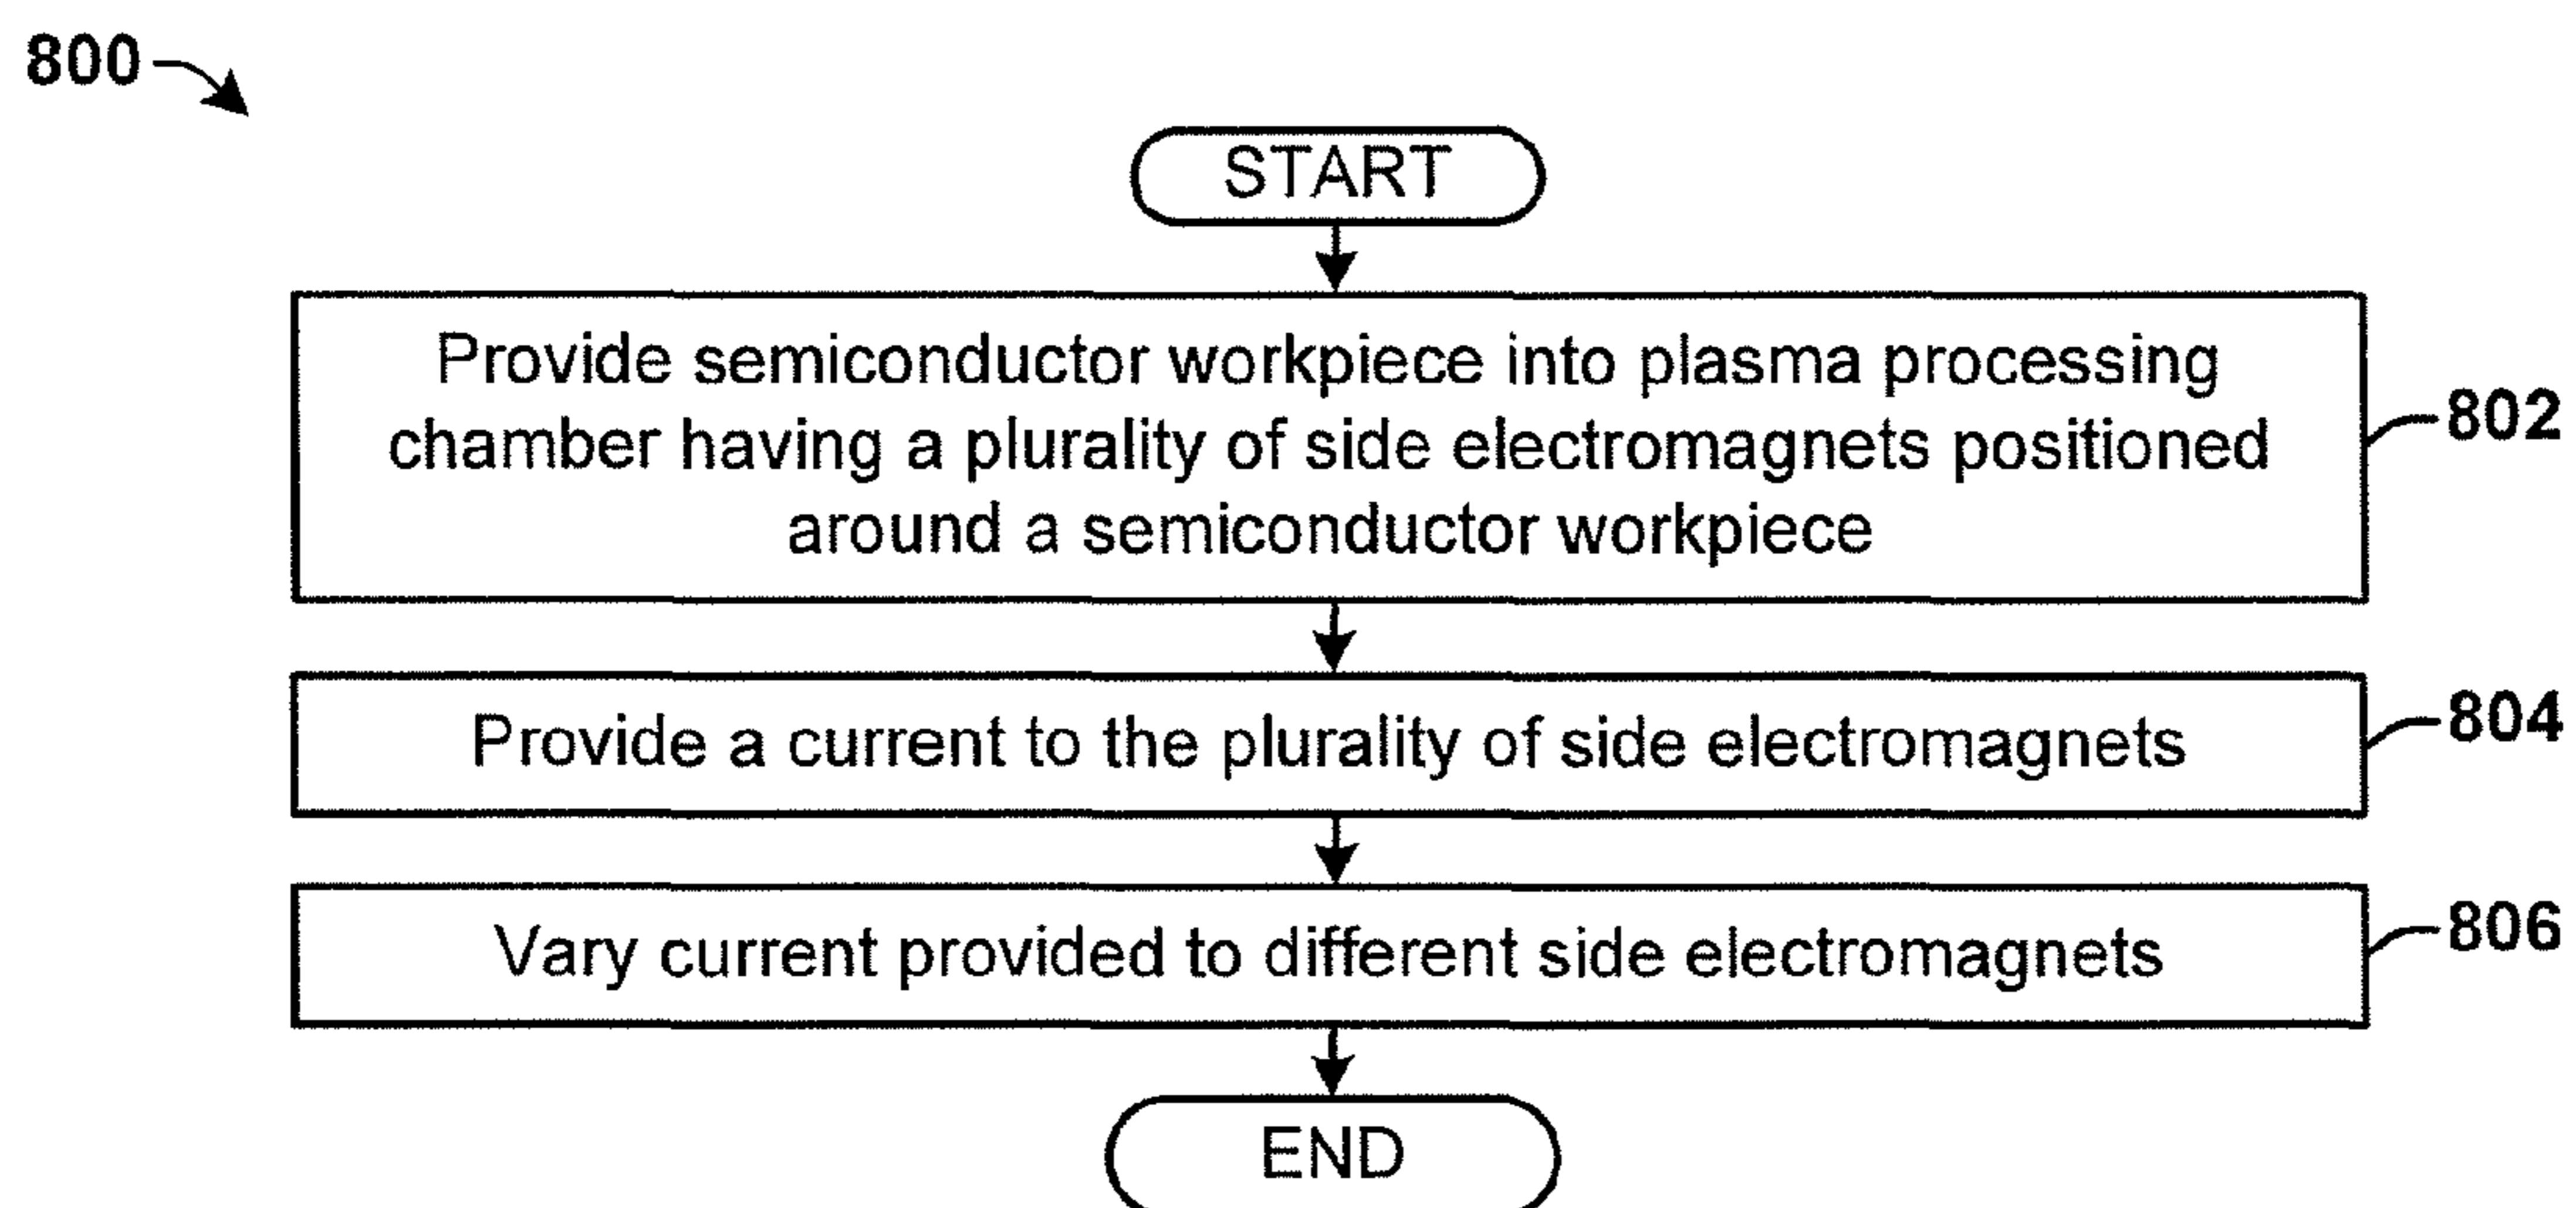 800
START
Provide semiconductor workpiece into plasma processing
chamber having a plurality of side electromagnets positioned
around a semiconductor workpiece
802
Provide a current to the plurality of side electromagnets
804
Vary current provided to different side electromagnets
806
END